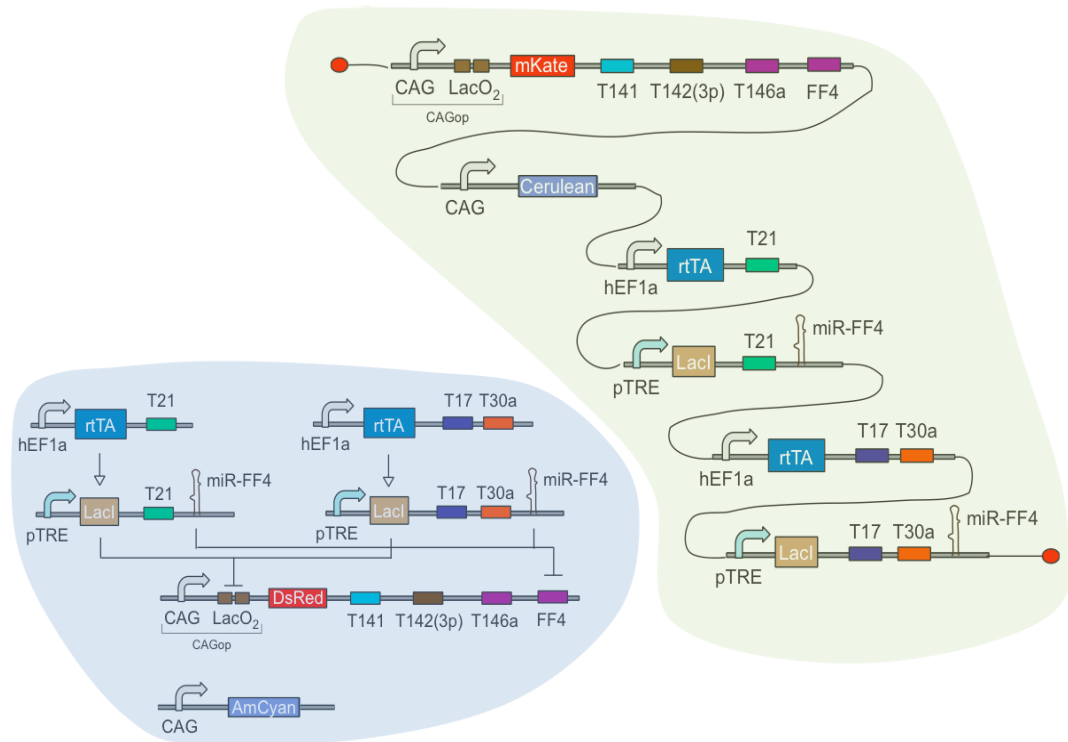 mKate
CAG LacO2 T141 T142(3p) T146a FF4
CAGop
Cerulean
CAG
T21
rtTA
hEF1a
miR-FF4
T21
LacI
pTRE
T17 T30a
rtTA
hEF1a
miR-FF4
T17 T30a
LacI
pTRE
T21
rtTA
hEF1a
T17 T30a
rtTA
hEF1a
T21 miR-FF4
LacI
pTRE
T17 T30a miR-FF4
LacI
pTRE
DsRed
CAG LacO2 T141 T142(3p) T146a FF4
CAGop
AmCyan
CAG